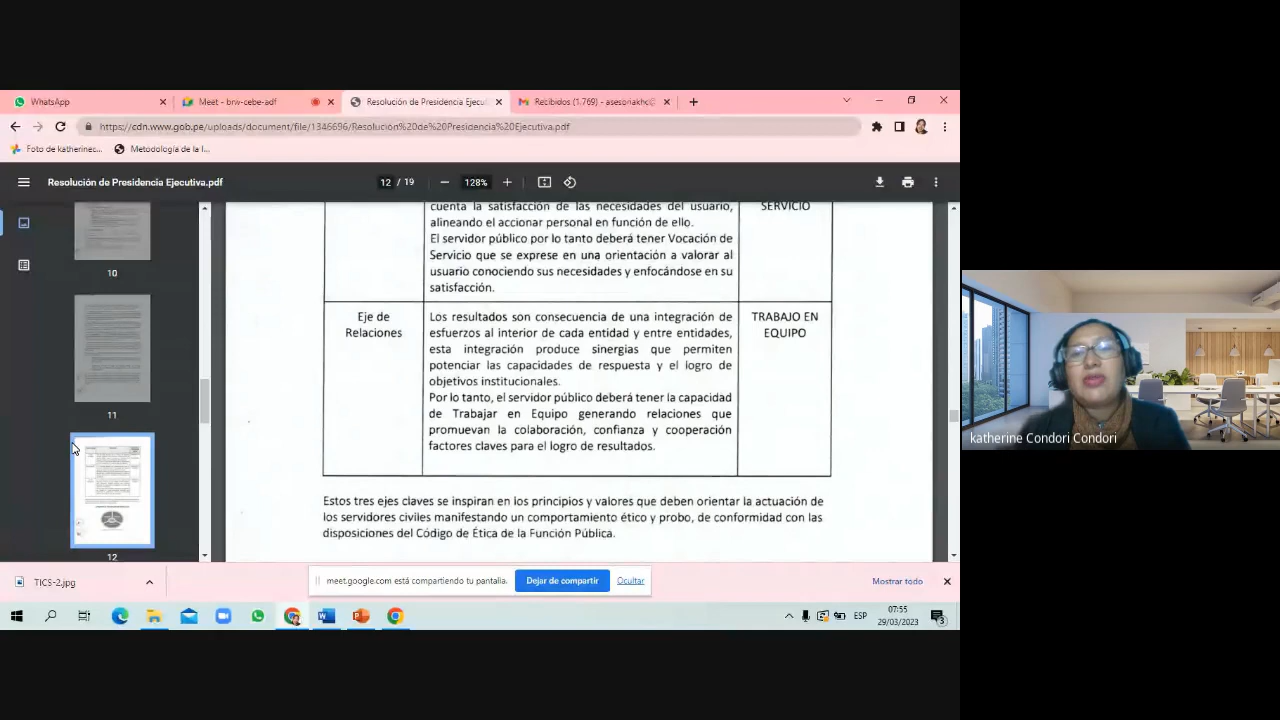 WhatsApp
Meet - brw-cebe-adf
Resolución de Presidencia Ejecut
Recibidos (1.769) - asesoriakhc@
https://cdn.www.gob.pe/uploads/document/file/1346696/Resolucion%20de%20Presidencia%20Ejecutiva.pdf
Foto de katherinec...
Metodología de la I...
Resolución de Presidencia Ejecutiva.pdf
12 / 19
128%
10
11
12
cuenta la satisfacción de las necesidades del usuario,
alineando el accionar personal en función de ello.
El servidor público por lo tanto deberá tener Vocación de
Servicio que se exprese en una orientación a valorar al
usuario conociendo sus necesidades y enfocándose en su
satisfacción.
SERVICIO
Eje de
Relaciones
Los resultados son consecuencia de una integración de
esfuerzos al interior de cada entidad y entre entidades,
esta integración produce sinergias que permiten
potenciar las capacidades de respuesta y el logro de
objetivos institucionales.
Por lo tanto, el servidor público deberá tener la capacidad
de Trabajar en Equipo generando relaciones que
promuevan la colaboración, confianza y cooperación
factores claves para el logro de resultados.
TRABAJO EN
EQUIPO
Estos tres ejes claves se inspiran en los principios y valores que deben orientar la actuación de
los servidores civiles manifestando un comportamiento ético y probo, de conformidad con las
disposiciones del Código de Ética de la Función Pública.
katherine Condori Condori
TICS-2.jpg
meet.google.com está compartiendo tu pantalla.
Dejar de compartir
Ocultar
Mostrar todo
ESP
07:55
29/03/2023
3